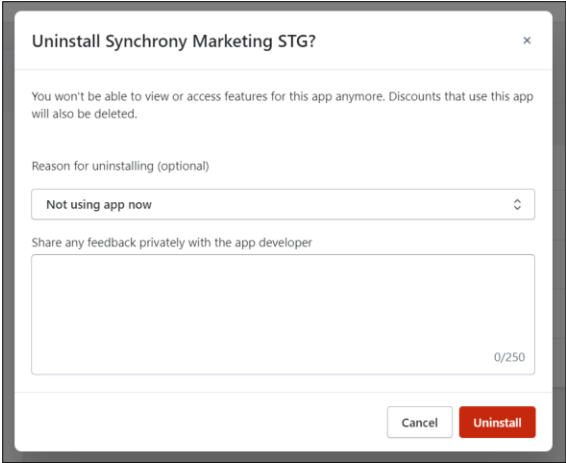 Uninstall Synchrony Marketing STG?
×
You won't be able to view or access features for this app anymore. Discounts that use this app
will also be deleted.
Reason for uninstalling (optional)
Not using app now
Share any feedback privately with the app developer
0/250
Cancel
Uninstall